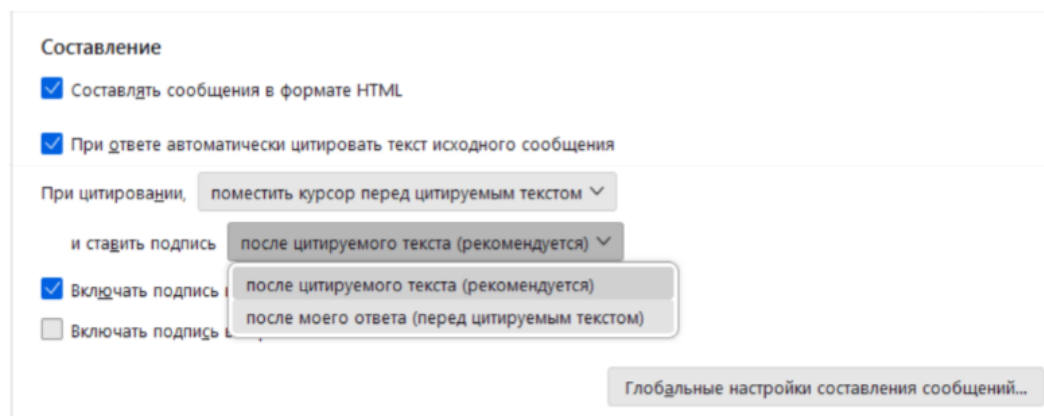 Составление
Составлять сообщения в формате HTML
При ответе автоматически цитировать текст исходного сообщения
При цитировании, поместить курсор перед цитируемым текстом
и ставить подпись после цитируемого текста (рекомендуется)
после цитируемого текста (рекомендуется)
после моего ответа (перед цитируемым текстом)
Включать подпись
Включать подпись
Глобальные настройки составления сообщений...